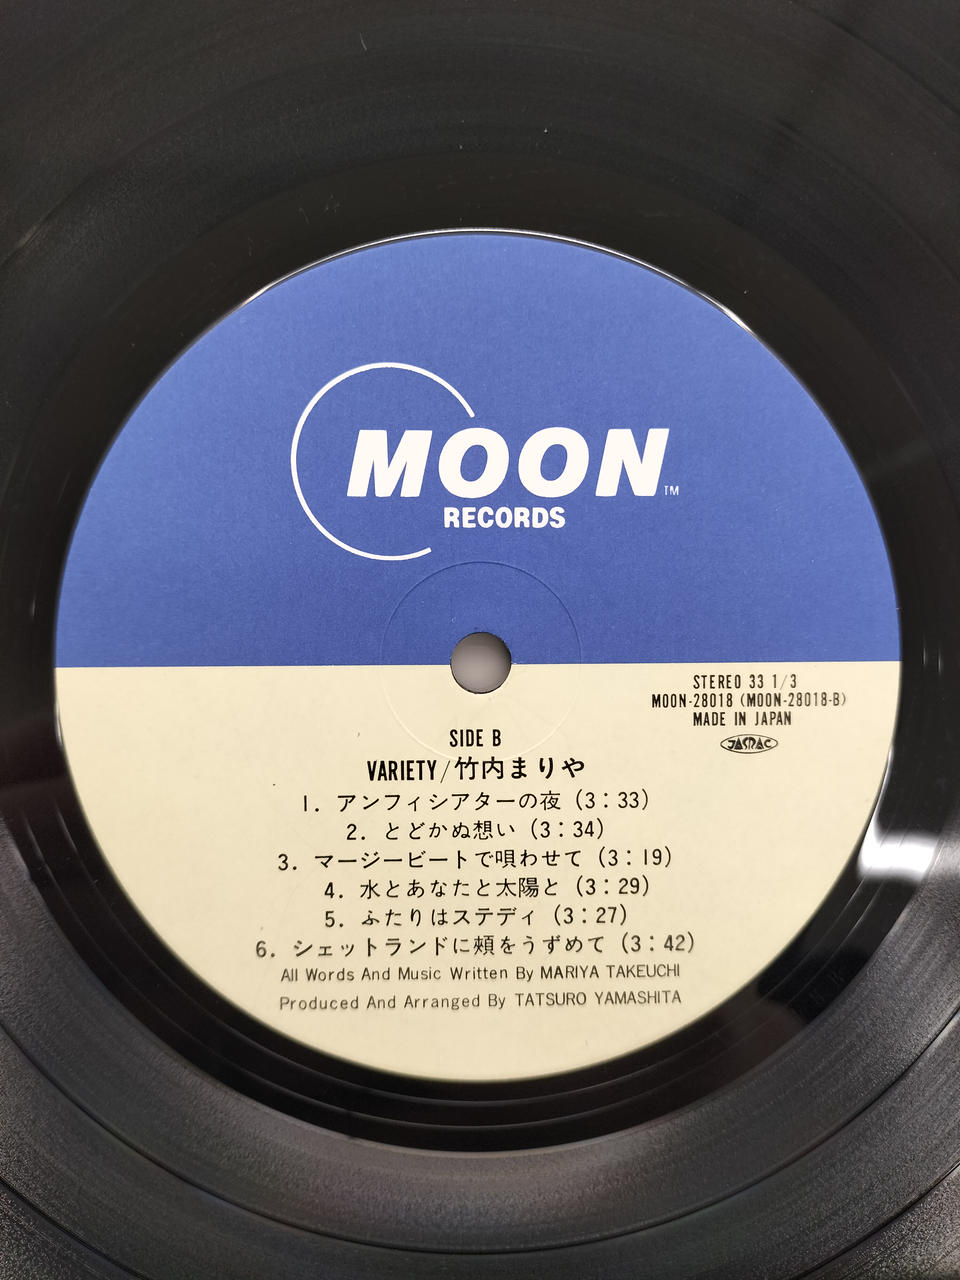 MOON TM
RECORDS
STEREO 33 1/3
MOON-28018 (MOON-28018-B)
MADE IN JAPAN
JASRAC
SIDE B
VARIETY/竹内まりや
1. アンフィシアターの夜 (3:33)
2. とどかぬ想い (3:34)
3. マージービートで唄わせて (3:19)
4. 水とあなたと太陽と (3:29)
5. ふたりはステディ (3:27)
6. シェットランドに頬をうずめて (3:42)
All Words And Music Written By MARIYA TAKEUCHI
Produced And Arranged By TATSURO YAMASHITA